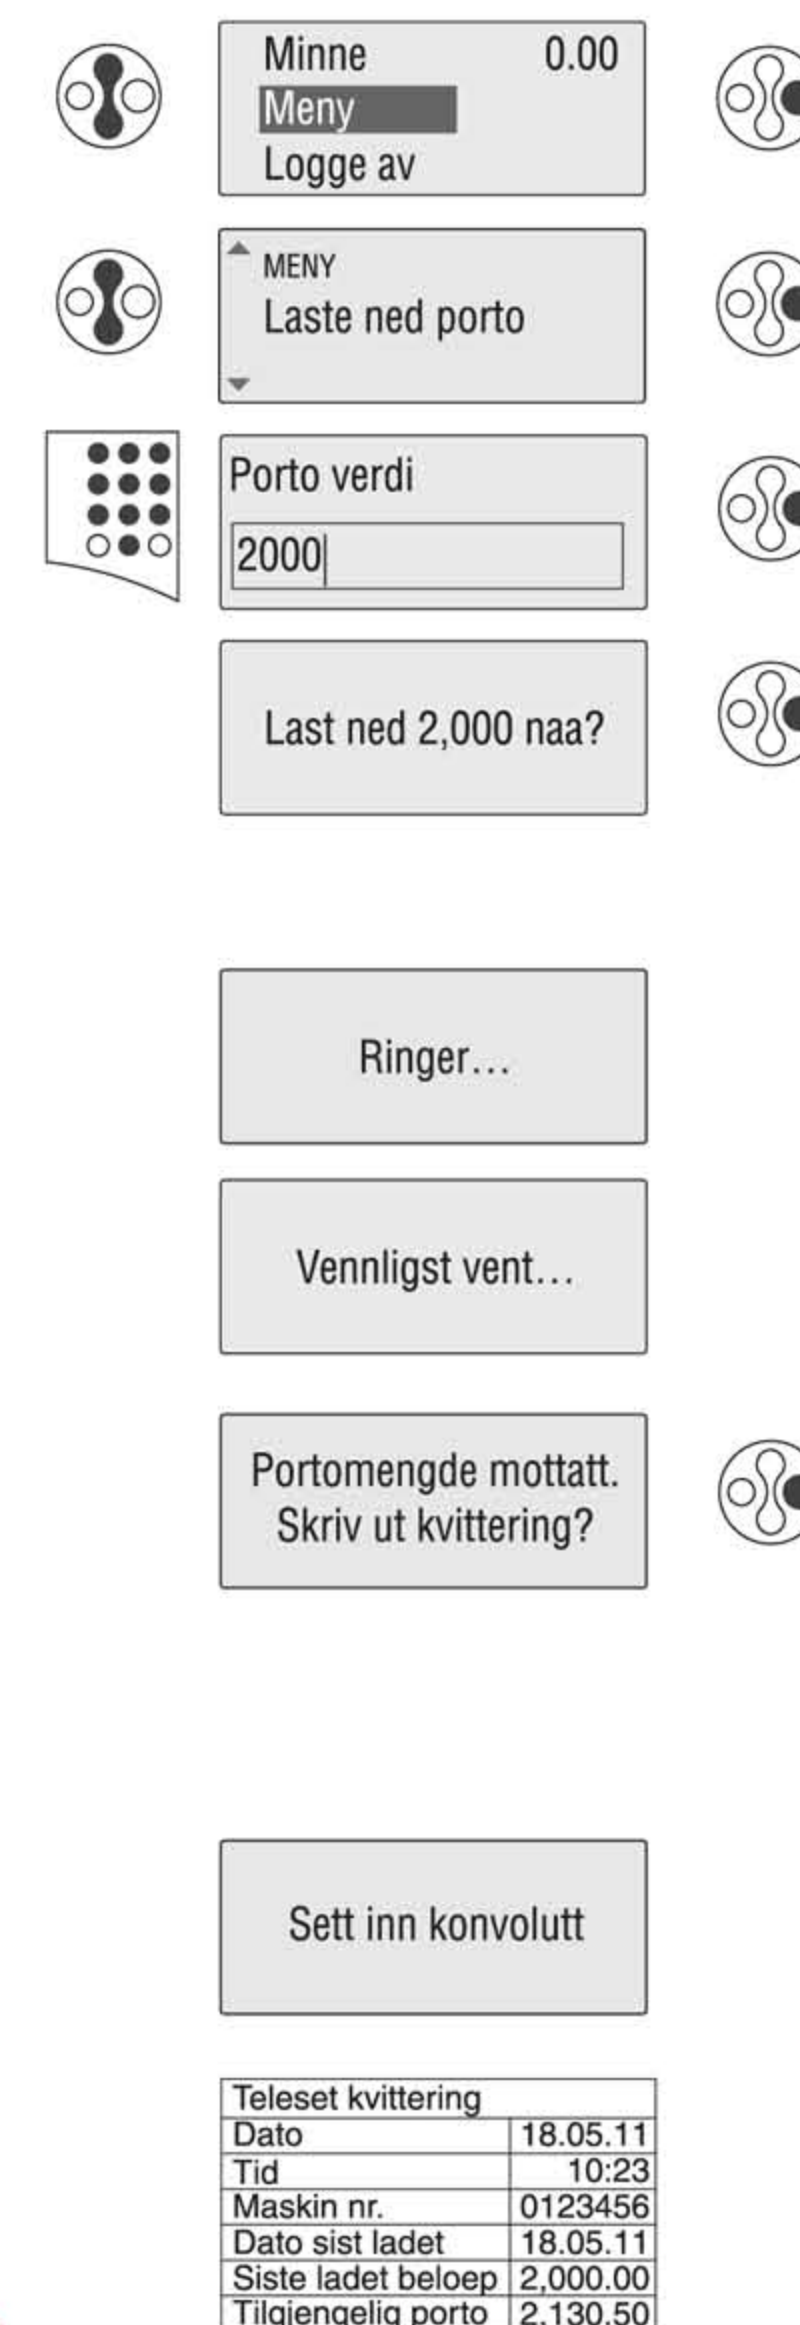 Minne 0.00
Meny
Logge av
MENY
Laste ned porto
Porto verdi
2000
Last ned 2,000 naa?
Ringer...
Vennligst vent...
Portomengde mottatt.
Skriv ut kvittering?
Sett inn konvolutt
Teleset kvittering
Dato 18.05.11
Tid 10:23
Maskin nr. 0123456
Dato sist ladet 18.05.11
Siste ladet beloep 2,000.00
Tilgjengelig porto 2,130.50